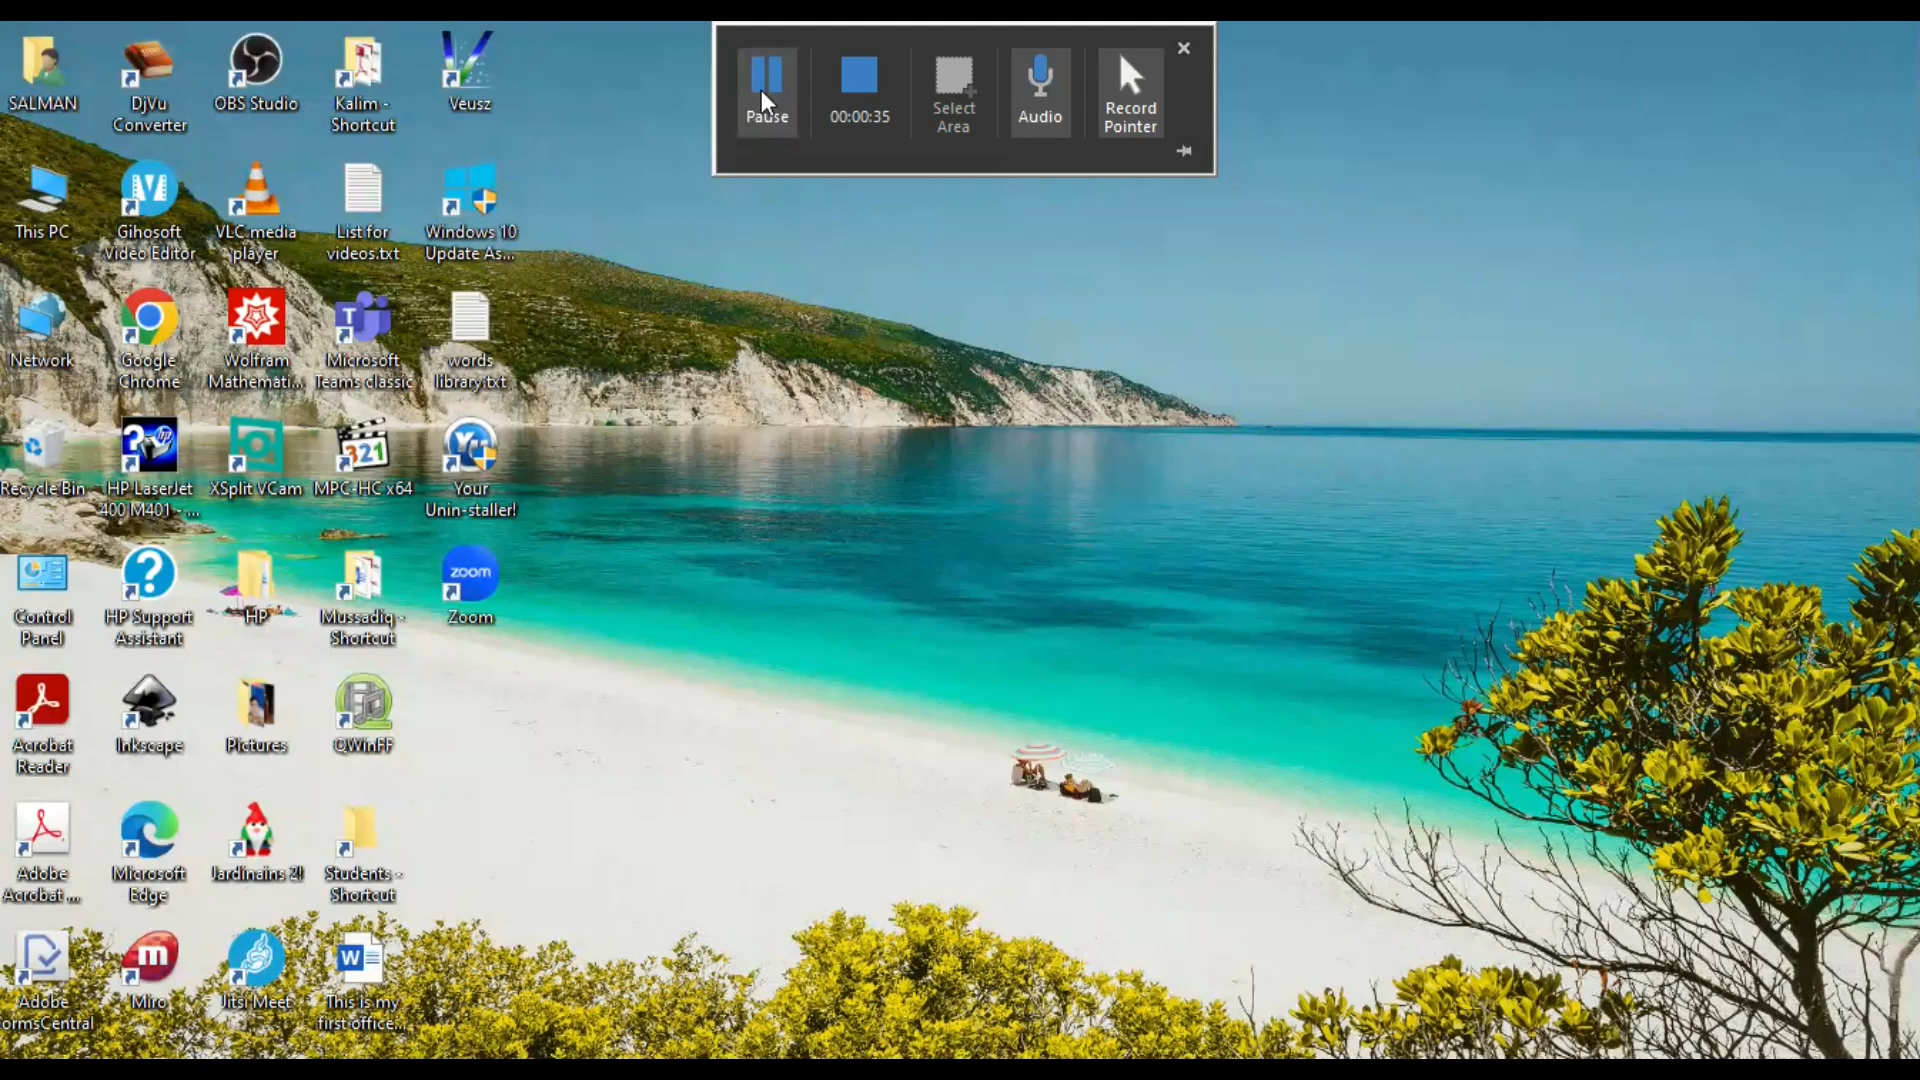 SALMAN
DjVu
Converter
OBS Studio
Kalim -
Shortcut
Veusz
Pause
00:00:35
Select
Area
Audio
Record
Pointer
This PC
Gihosoft
Video Editor
VLC media
player
List for
videos.txt
Windows 10
Update As...
Network
Google
Chrome
Wolfram
Mathemati...
T
Microsoft
Teams classic
words
library.txt
Recycle Bin
HP LaserJet
400 M401 - ...
XSplit VCam
321
MPC-HC x64
Your
Unin-staller!
Control
Panel
HP Support
Assistant
HP
Mussadiq -
Shortcut
zoom
Zoom
Acrobat
Reader
Inkscape
Pictures
QWinFF
Adobe
Acrobat ...
Microsoft
Edge
Jardinains 2!
Students -
Shortcut
Adobe
ormsCentral
m
Miro
Jitsi Meet
W
This is my
first office...